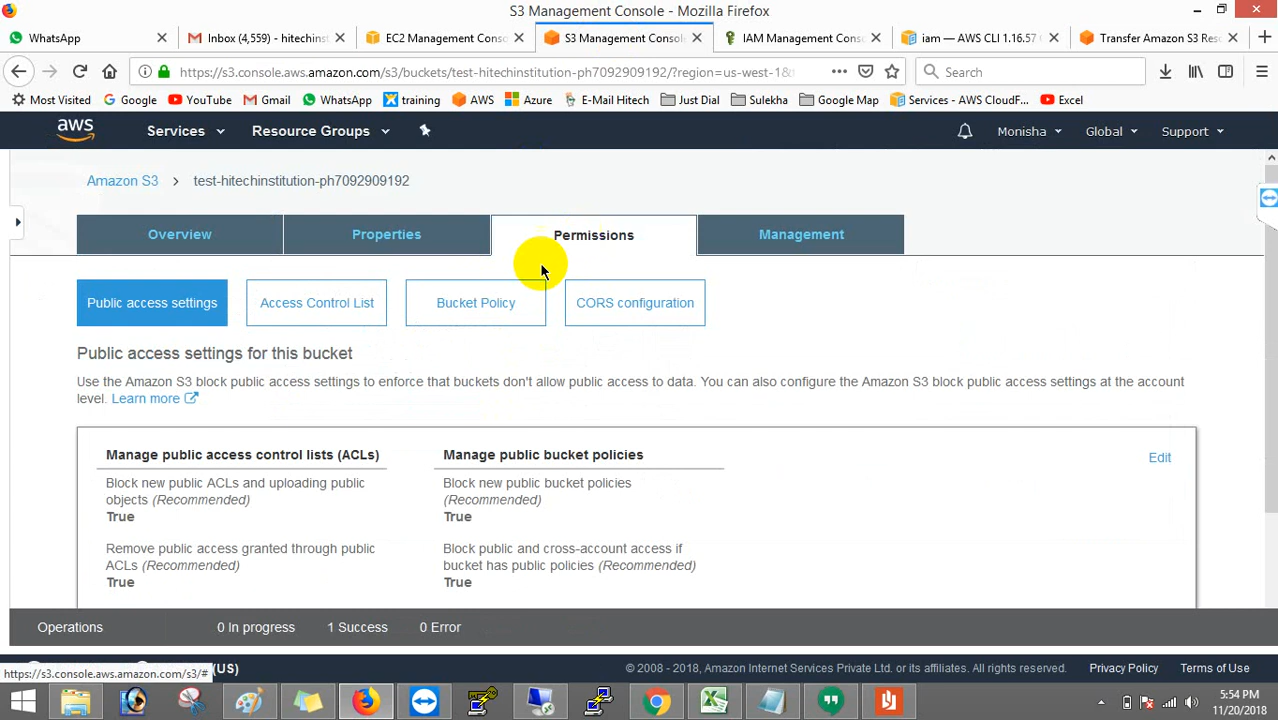 S3 Management Console - Mozilla Firefox
WhatsApp
Inbox (4,559) - hitechinst
EC2 Management Cons
S3 Management Console
IAM Management Cons
iam — AWS CLI 1.16.57
Transfer Amazon S3 Res
https://s3.console.aws.amazon.com/s3/buckets/test-hitechinstitution-ph7092909192/?region=us-west-1&t
Search
Most Visited
Google
YouTube
Gmail
WhatsApp
training
AWS
Azure
E-Mail Hitech
Just Dial
Sulekha
Google Map
Services - AWS CloudF...
Excel
aws
Services
Resource Groups
Monisha
Global
Support
Amazon S3
test-hitechinstitution-ph7092909192
Overview
Properties
Permissions
Management
Public access settings
Access Control List
Bucket Policy
CORS configuration
Public access settings for this bucket
Use the Amazon S3 block public access settings to enforce that buckets don't allow public access to data. You can also configure the Amazon S3 block public access settings at the account
level. Learn more
Manage public access control lists (ACLs)
Block new public ACLs and uploading public
objects (Recommended)
True
Remove public access granted through public
ACLs (Recommended)
True
Manage public bucket policies
Block new public bucket policies
(Recommended)
True
Block public and cross-account access if
bucket has public policies (Recommended)
True
Edit
Operations
0 In progress
1 Success
0 Error
https://s3.console.aws.amazon.com/s3/#
(US)
© 2008 - 2018, Amazon Internet Services Private Ltd. or its affiliates. All rights reserved.
Privacy Policy
Terms of Use
5:54 PM
11/20/2018